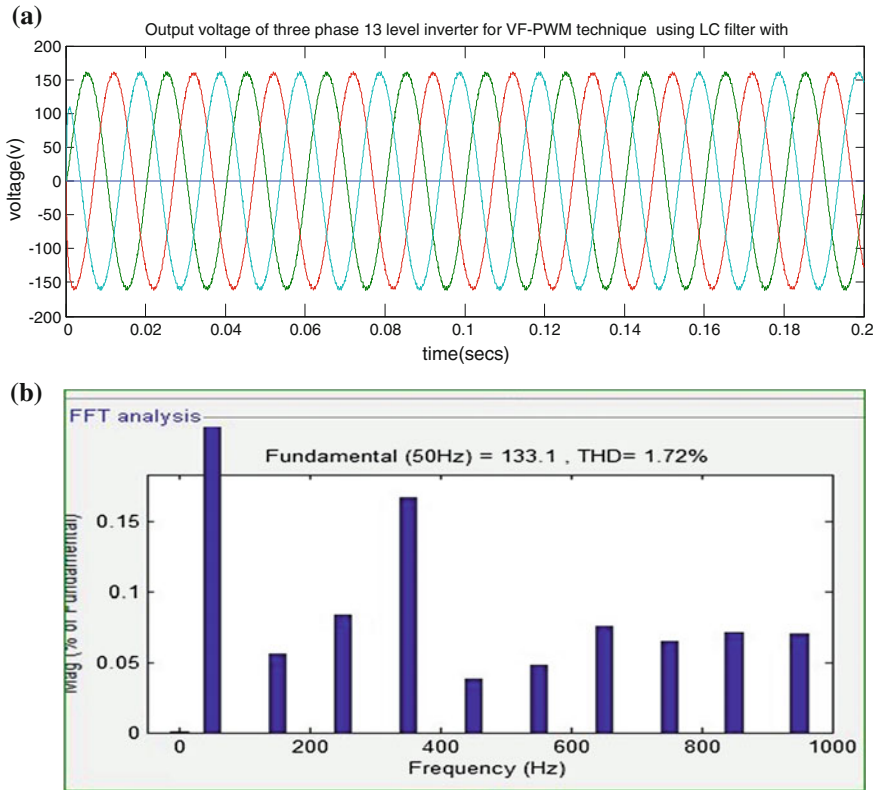 (a)
Output voltage of three phase 13 level inverter for VF-PWM technique using LC filter with
200
150
100
50
0
-50
-100
-150
-200
voltage(v)
0 0.02 0.04 0.06 0.08 0.1 0.12 0.14 0.16 0.18 0.2
time(secs)
(b)
FFT analysis
Fundamental (50Hz) = 133.1 , THD= 1.72%
0.15
0.1
0.05
0
Mag (% of Fundamental)
0 200 400 600 800 1000
Frequency (Hz)